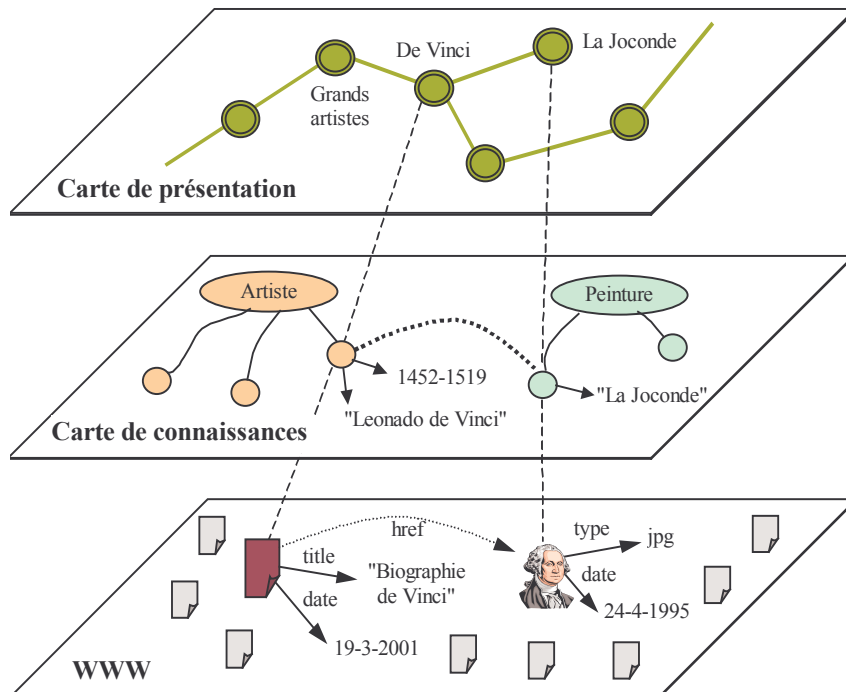 De Vinci
La Joconde
Grands
artistes
Carte de présentation
Artiste
Peinture
1452-1519
"La Joconde"
"Leonado de Vinci"
Carte de connaissances
href
type
jpg
title
date
"Biographie
de Vinci"
date
24-4-1995
19-3-2001
WWW